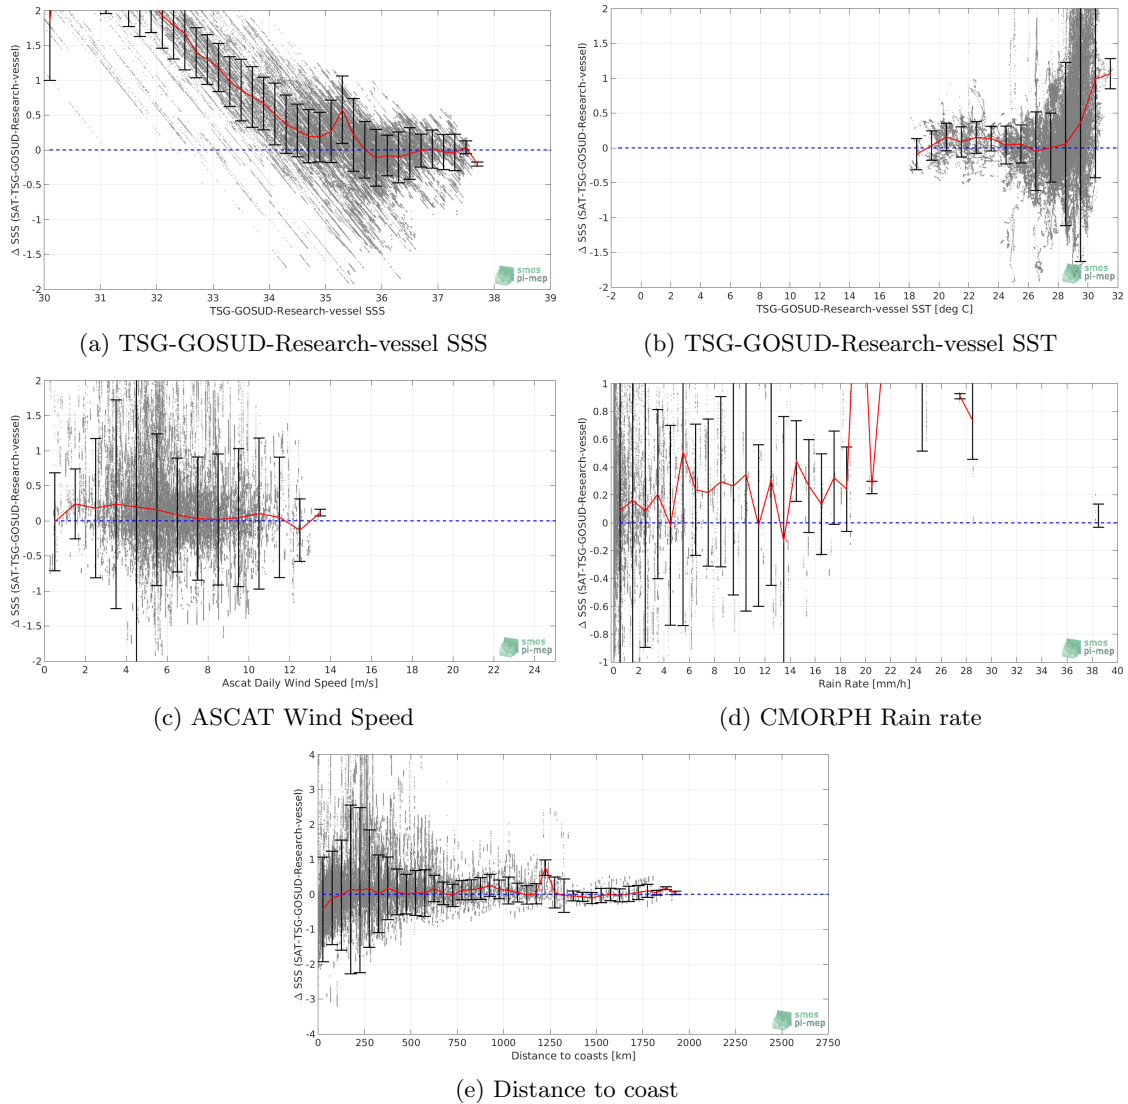 2
1.5
1
0.5
0
-0.5
-1
-1.5
-2
Δ SSS (SAT-TSG-GOSUD-Research-vessel)
30 31 32 33 34 35 36 37 38 39
TSG-GOSUD-Research-vessel SSS
smos
pi-mep
(a) TSG-GOSUD-Research-vessel SSS
2
1.5
1
0.5
0
-0.5
-1
-1.5
-2
Δ SSS (SAT-TSG-GOSUD-Research-vessel)
-2 0 2 4 6 8 10 12 14 16 18 20 22 24 26 28 30 32
TSG-GOSUD-Research-vessel SST [deg C]
smos
pi-mep
(b) TSG-GOSUD-Research-vessel SST
2
1.5
1
0.5
0
-0.5
-1
-1.5
-2
Δ SSS (SAT-TSG-GOSUD-Research-vessel)
0 2 4 6 8 10 12 14 16 18 20 22 24
Ascat Daily Wind Speed [m/s]
smos
pi-mep
(c) ASCAT Wind Speed
1
0.8
0.6
0.4
0.2
0
-0.2
-0.4
-0.6
-0.8
-1
Δ SSS (SAT-TSG-GOSUD-Research-vessel)
0 2 4 6 8 10 12 14 16 18 20 22 24 26 28 30 32 34 36 38 40
Rain Rate [mm/h]
smos
pi-mep
(d) CMORPH Rain rate
4
3
2
1
0
-1
-2
-3
-4
Δ SSS (SAT-TSG-GOSUD-Research-vessel)
0 250 500 750 1000 1250 1500 1750 2000 2250 2500 2750
Distance to coasts [km]
smos
pi-mep
(e) Distance to coast